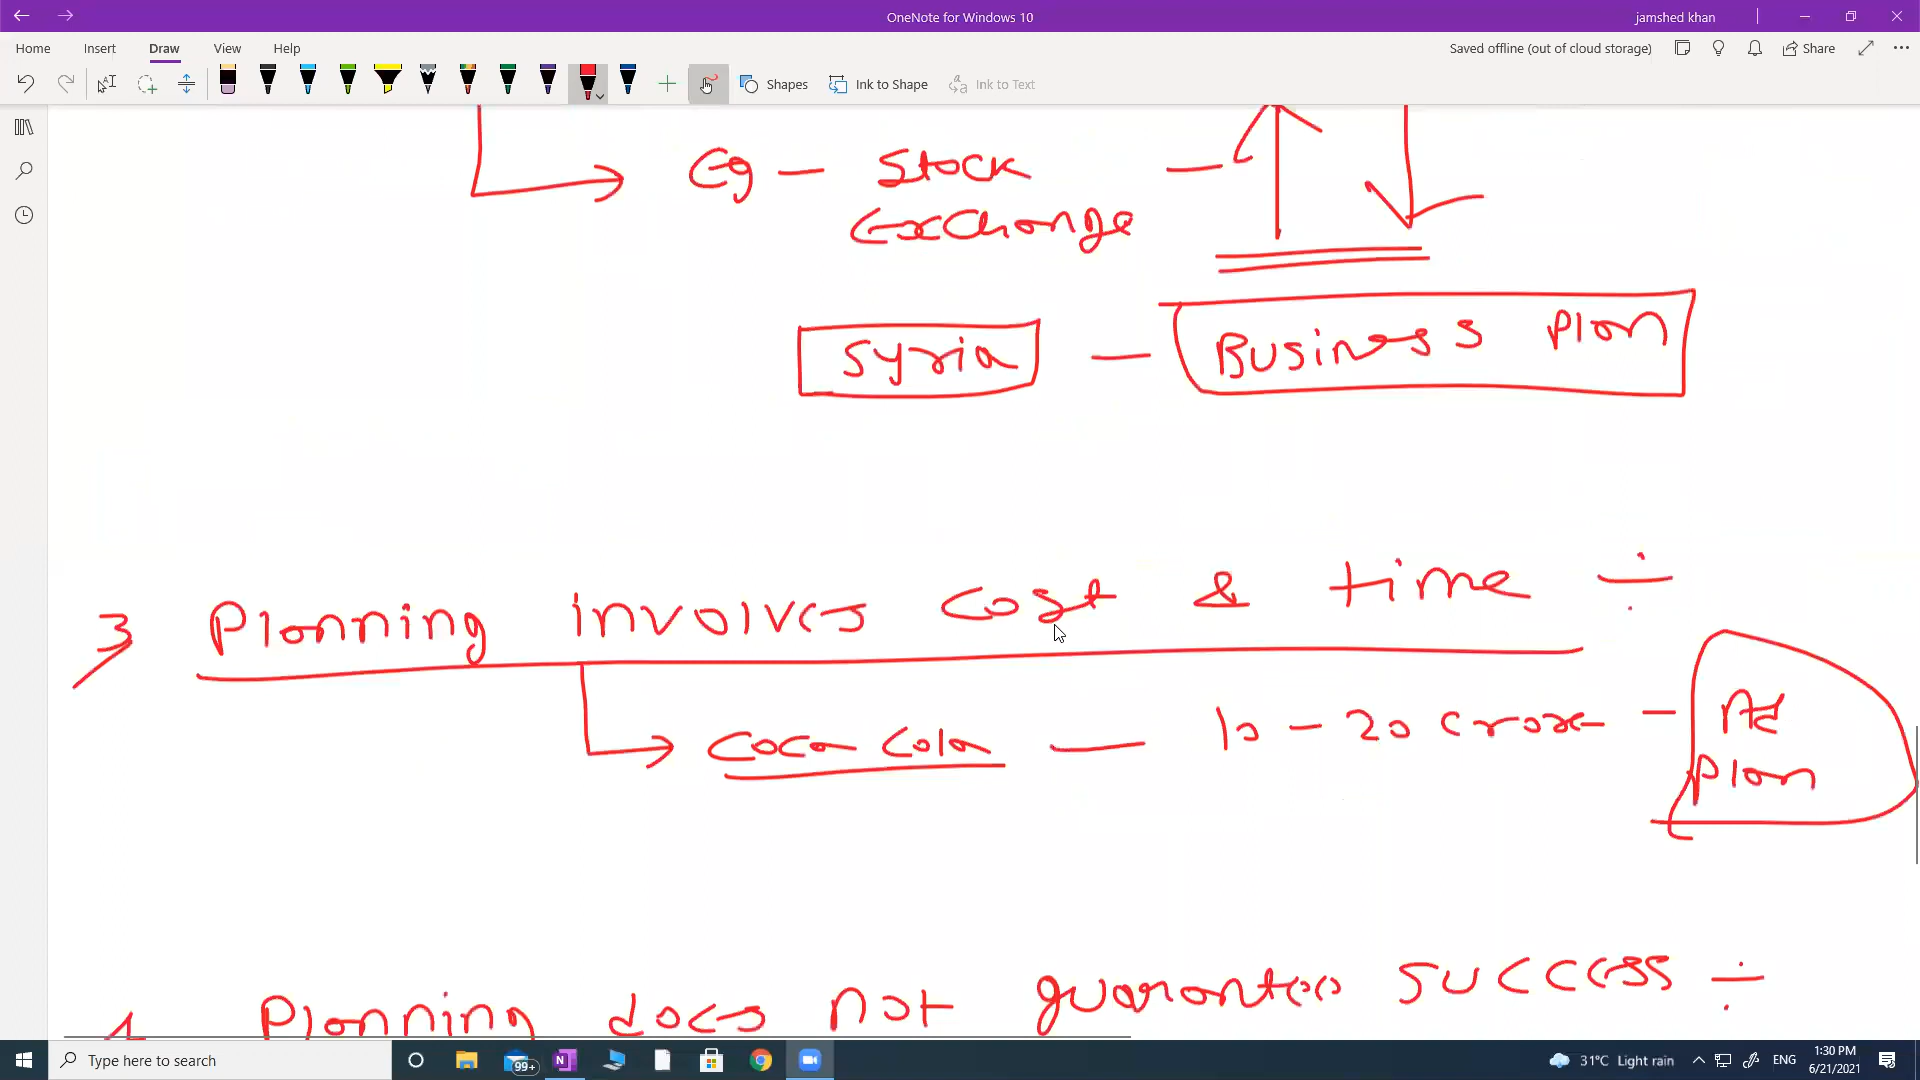 OneNote for Windows 10
jamshed khan
Home Insert Draw View Help
Saved offline (out of cloud storage)
Share
Shapes
Ink to Shape
Ink to Text
Eg - Stock
exchange
Syria - Business Plan
3 Planning involves cost & time ÷
Coca Cola - 10 - 20 crore - Ad
Plan
4 Planning does not guarantee success ÷
Type here to search
99+
31°C Light rain
ENG
1:30 PM
6/21/2021